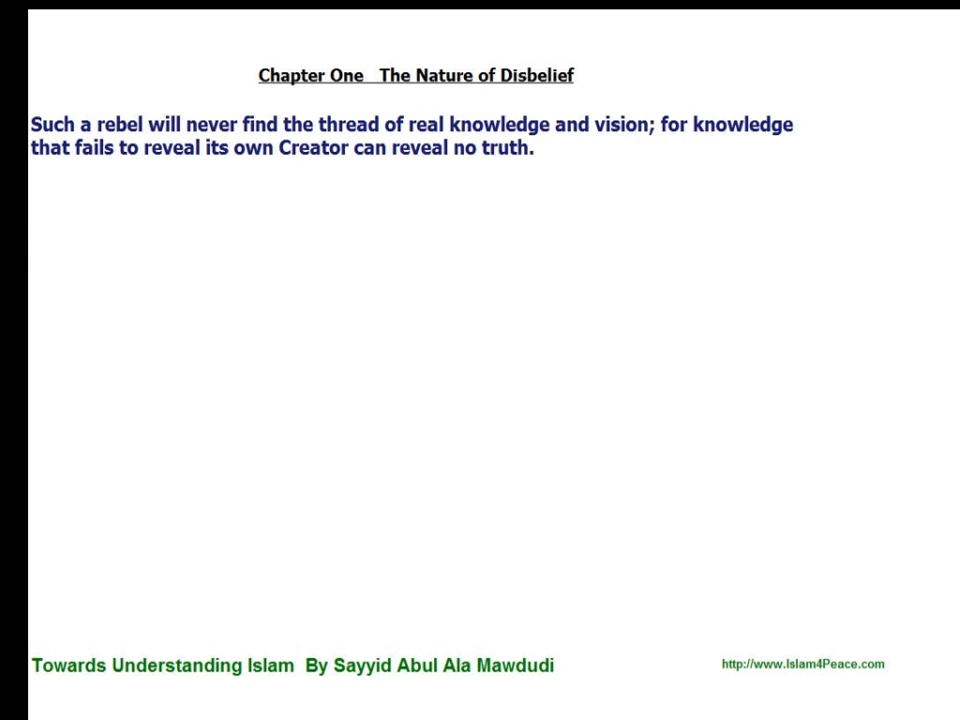 Chapter One The Nature of Disbelief
Such a rebel will never find the thread of real knowledge and vision; for knowledge
that fails to reveal its own Creator can reveal no truth.
Towards Understanding Islam By Sayyid Abul Ala Mawdudi
http://www.Islam4Peace.com